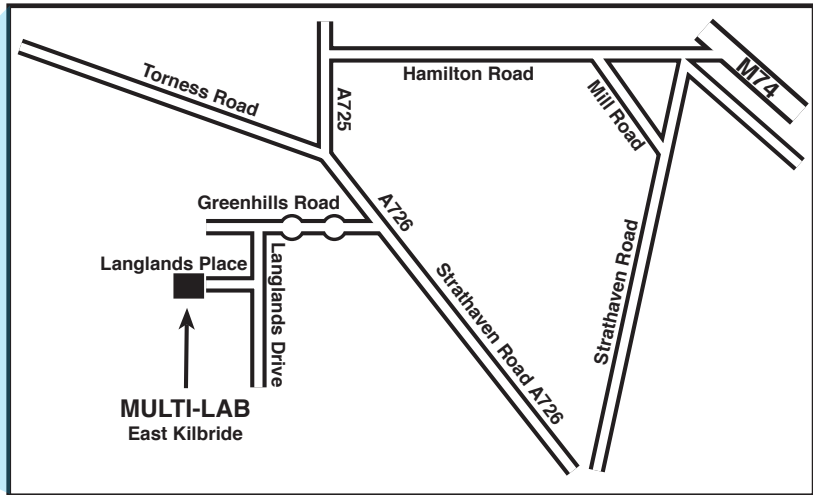 Torness Road
A725
Hamilton Road
Mill Road
M74
Greenhills Road
A726
Langlands Place
Langlands Drive
Strathaven Road A726
Strathaven Road
MULTI-LAB
East Kilbride